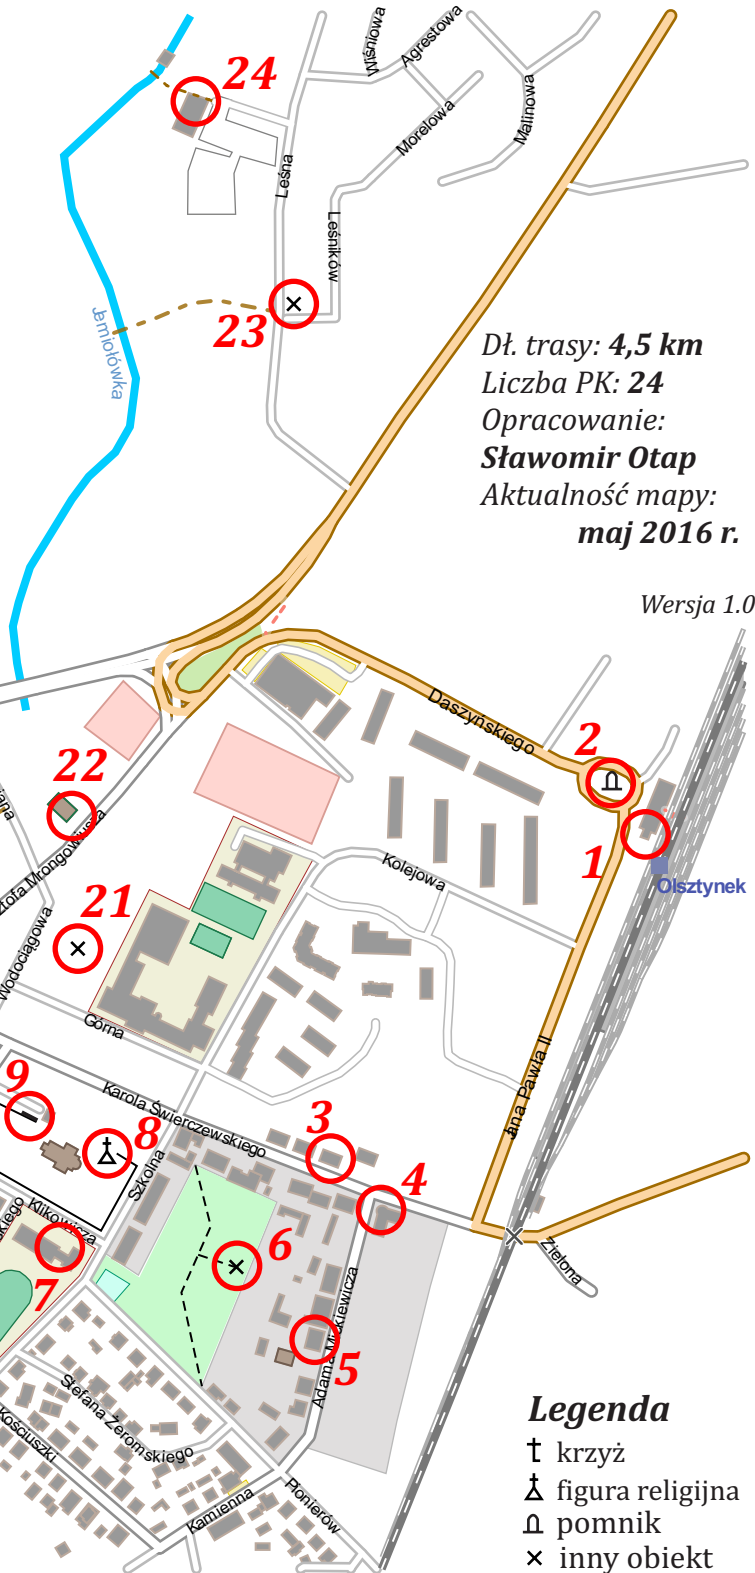 Wiśniowa
Agrestowa
24
Malinowa
Morelowa
Leśna
Leśników
23
Jemiołówka
Dł. trasy: 4,5 km
Liczba PK: 24
Opracowanie:
Sławomir Otap
Aktualność mapy:
maj 2016 r.
Wersja 1.0
Daszyńskiego
2
22
1
Kolejowa
Olsztynek
21
Wodociągowa
Górna
Jana Pawła II
9
Karola Świerczewskiego
3
8
4
Szkolna
Klikowicza
6
Zielona
7
Adama Mickiewicza
5
Stefana Żeromskiego
Kościuszki
Kamienna
Pionierów
Legenda
krzyż
figura religijna
pomnik
inny obiekt